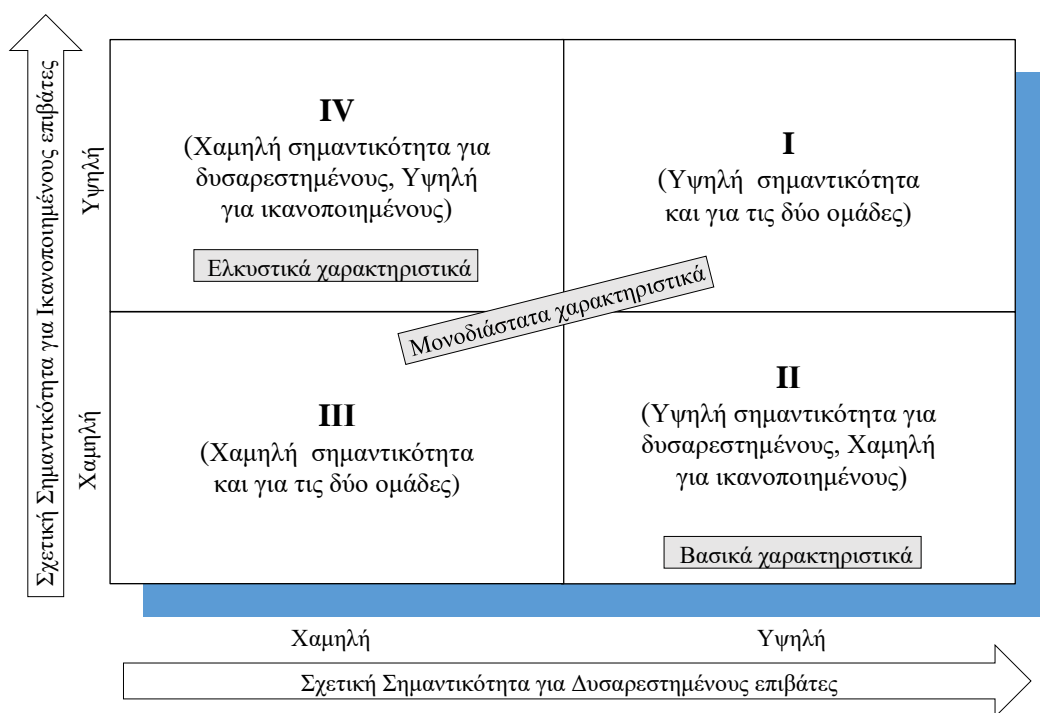 Σχετική Σημαντικότητα για Ικανοποιημένους επιβάτες
Υψηλή
Χαμηλή
IV
(Χαμηλή σημαντικότητα για
δυσαρεστημένους, Υψηλή
για ικανοποιημένους)
Ελκυστικά χαρακτηριστικά
I
(Υψηλή σημαντικότητα
και για τις δύο ομάδες)
Μονοδιάστατα χαρακτηριστικά
III
(Χαμηλή σημαντικότητα
και για τις δύο ομάδες)
II
(Υψηλή σημαντικότητα για
δυσαρεστημένους, Χαμηλή
για ικανοποιημένους)
Βασικά χαρακτηριστικά
Χαμηλή
Υψηλή
Σχετική Σημαντικότητα για Δυσαρεστημένους επιβάτες